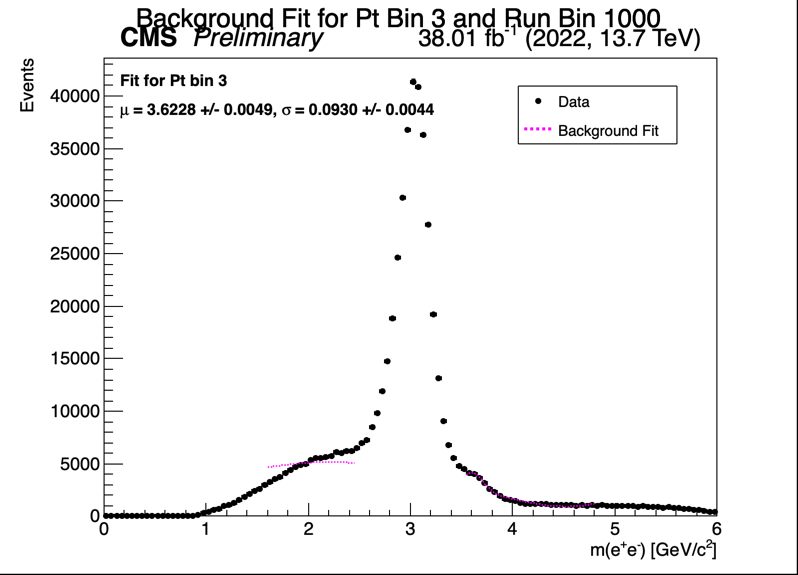 Background Fit for Pt Bin 3 and Run Bin 1000
CMS Preliminary 38.01 fb⁻¹ (2022, 13.7 TeV)
Events
Fit for Pt bin 3
μ = 3.6228 +/- 0.0049, σ = 0.0930 +/- 0.0044
Data
Background Fit
40000
35000
30000
25000
20000
15000
10000
5000
0
0 1 2 3 4 5 6
m(e⁺e⁻) [GeV/c²]